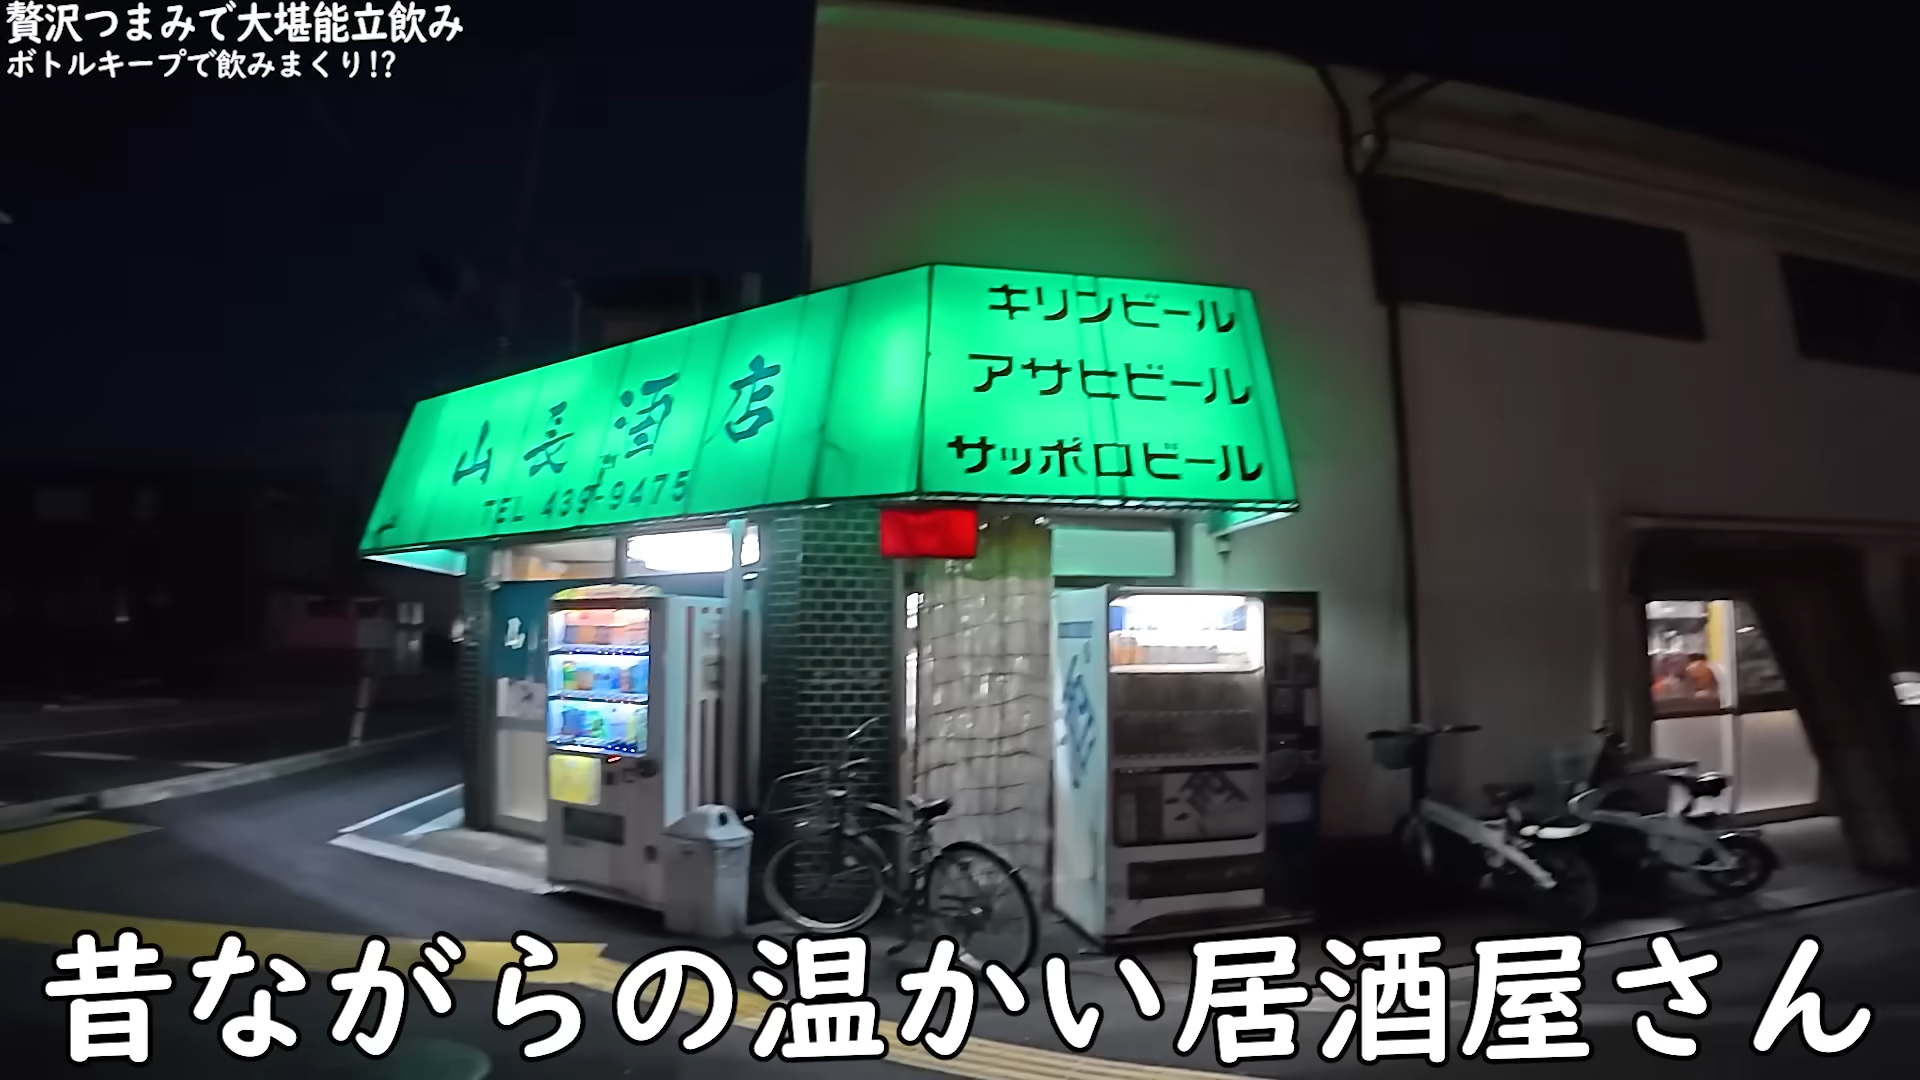 贅沢つまみで大堪能立飲み
ボトルキープで飲みまくり!?
キリンビール
アサヒビール
サッポロビール
山長酒店
TEL 439-9475
昔ながらの温かい居酒屋さん